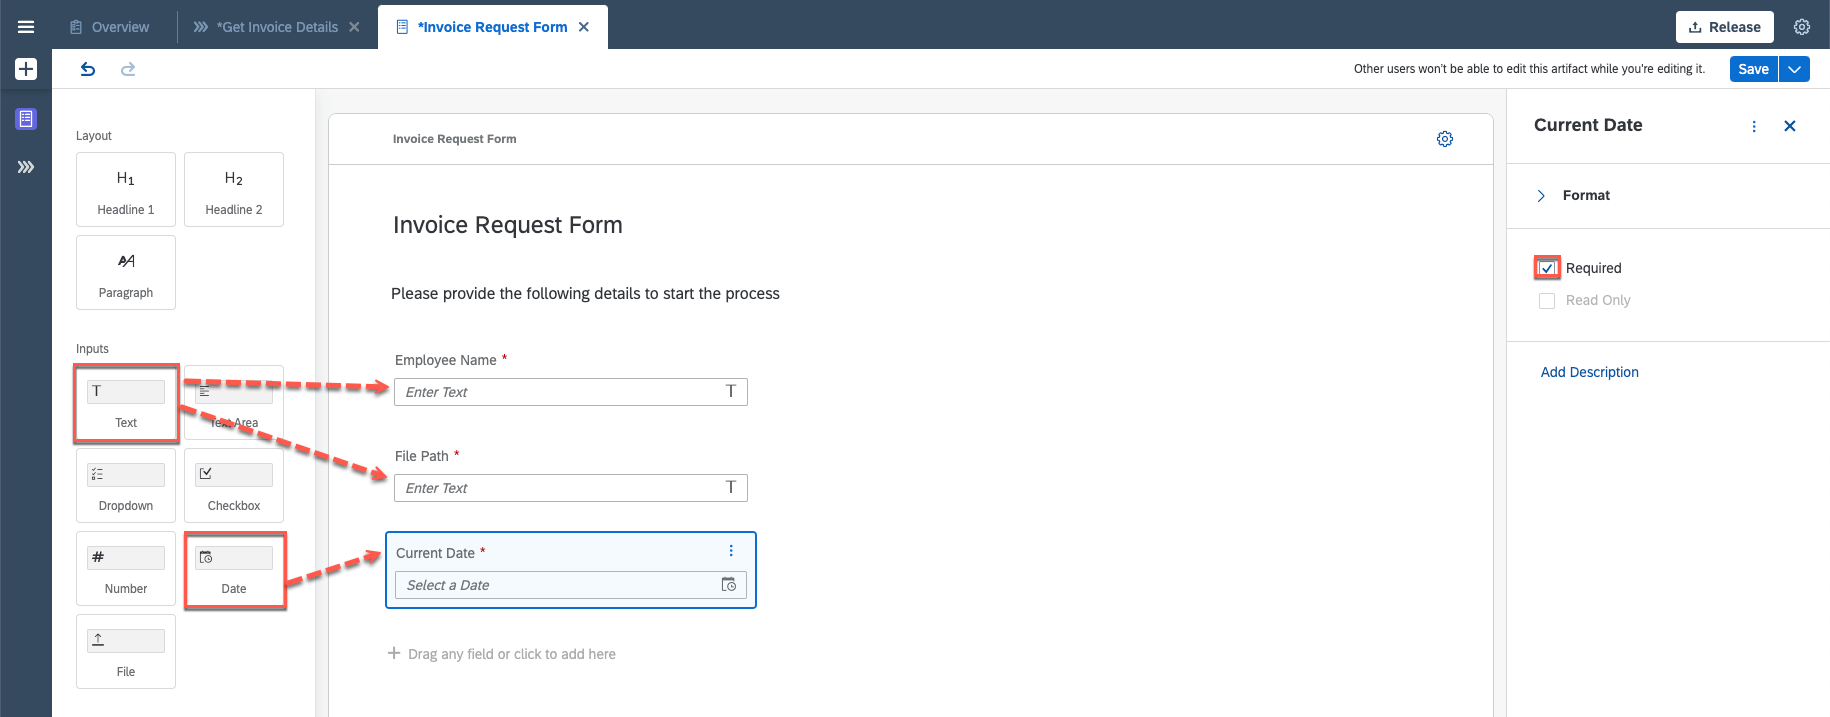 Overview
*Get Invoice Details
*Invoice Request Form
Release
Other users won't be able to edit this artifact while you're editing it.
Save
Layout
H1
Headline 1
H2
Headline 2
Paragraph
Inputs
T
Text
Text Area
Dropdown
Checkbox
#
Number
Date
File
Invoice Request Form
Invoice Request Form
Please provide the following details to start the process
Employee Name *
Enter Text T
File Path *
Enter Text T
Current Date *
Select a Date
+ Drag any field or click to add here
Current Date
Format
Required
Read Only
Add Description